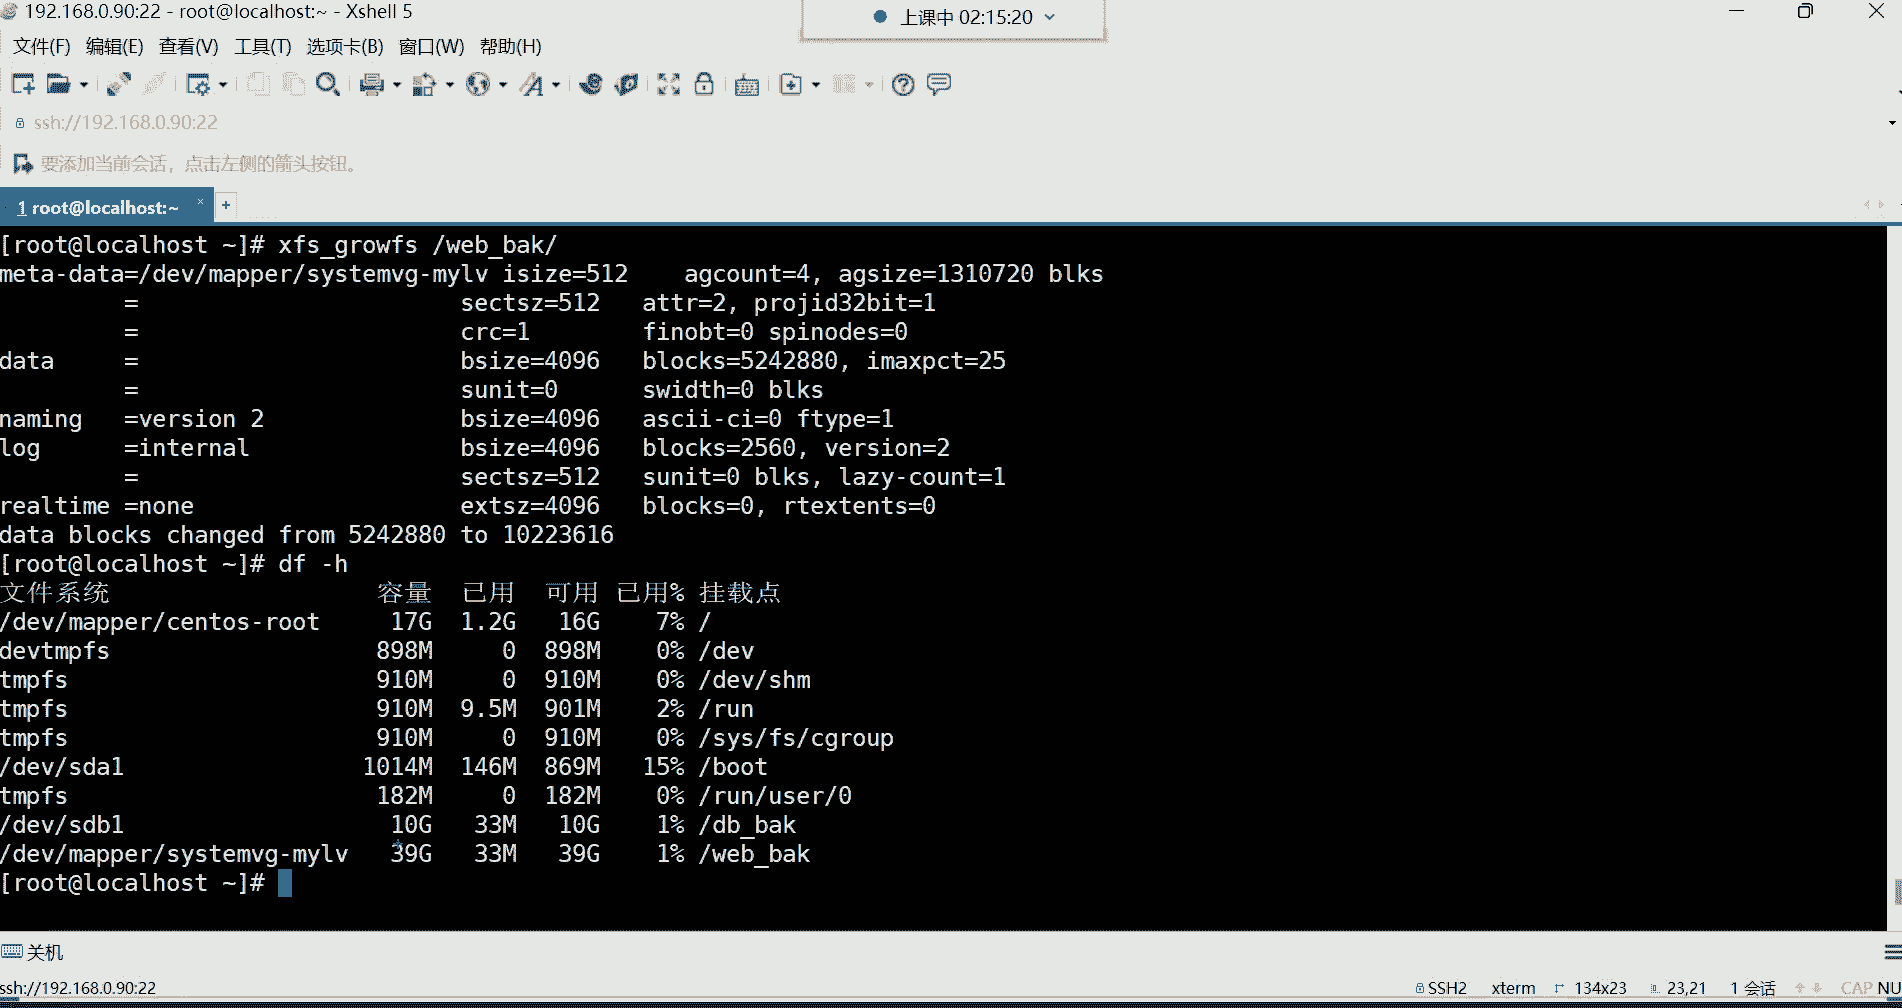 192.168.0.90:22 - root@localhost:~ - Xshell 5
上课中 02:15:20
文件(F) 编辑(E) 查看(V) 工具(T) 选项卡(B) 窗口(W) 帮助(H)
ssh://192.168.0.90:22
要添加当前会话，点击左侧的箭头按钮。
1 root@localhost:~ × +
[root@localhost ~]# xfs_growfs /web_bak/
meta-data=/dev/mapper/systemvg-mylv isize=512    agcount=4, agsize=1310720 blks
         =                       sectsz=512   attr=2, projid32bit=1
         =                       crc=1        finobt=0 spinodes=0
data     =                       bsize=4096   blocks=5242880, imaxpct=25
         =                       sunit=0      swidth=0 blks
naming   =version 2              bsize=4096   ascii-ci=0 ftype=1
log      =internal               bsize=4096   blocks=2560, version=2
         =                       sectsz=512   sunit=0 blks, lazy-count=1
realtime =none                   extsz=4096   blocks=0, rtextents=0
data blocks changed from 5242880 to 10223616
[root@localhost ~]# df -h
文件系统                   容量  已用  可用 已用% 挂载点
/dev/mapper/centos-root     17G  1.2G   16G    7% /
devtmpfs                   898M     0  898M    0% /dev
tmpfs                      910M     0  910M    0% /dev/shm
tmpfs                      910M  9.5M  901M    2% /run
tmpfs                      910M     0  910M    0% /sys/fs/cgroup
/dev/sda1                 1014M  146M  869M   15% /boot
tmpfs                      182M     0  182M    0% /run/user/0
/dev/sdb1                   10G   33M   10G    1% /db_bak
/dev/mapper/systemvg-mylv   39G   33M   39G    1% /web_bak
[root@localhost ~]#
关机
ssh://192.168.0.90:22
SSH2 xterm 134x23 23,21 1 会话 CAP NU